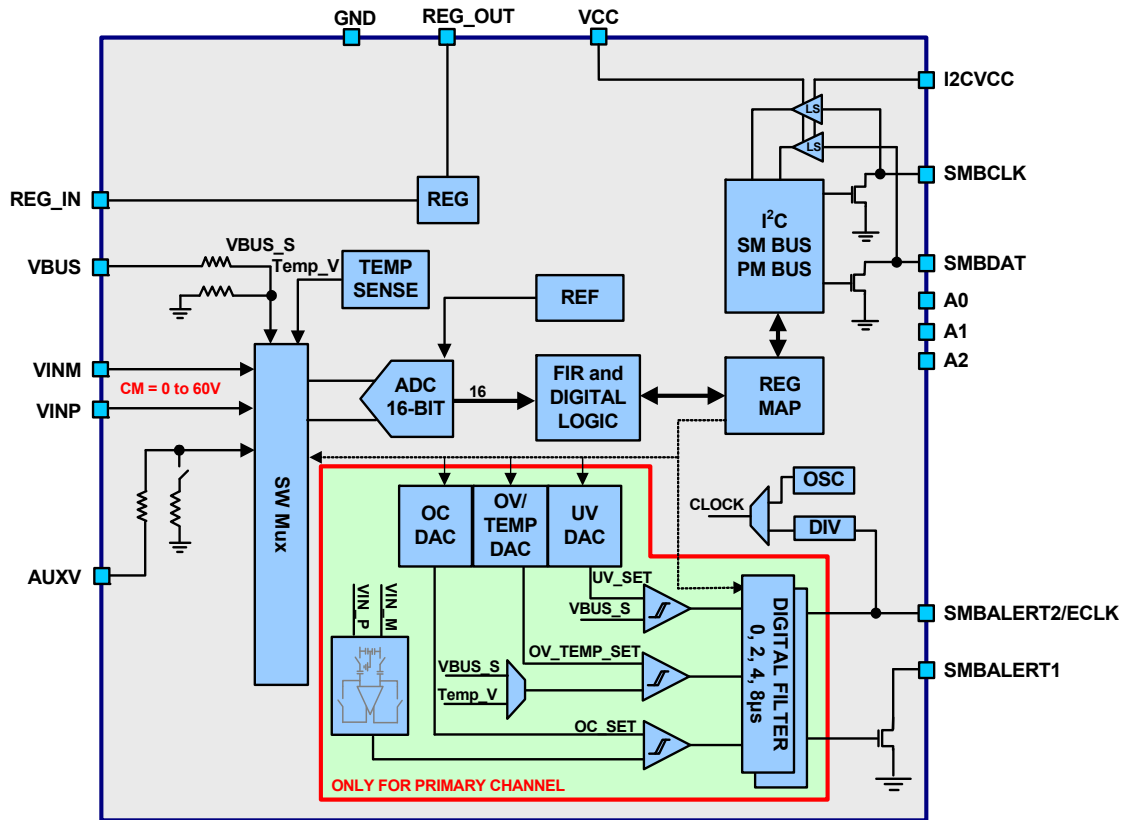 GND
REG_OUT
VCC
I2CVCC
LS
LS
SMBCLK
REG_IN
REG
I²C
SM BUS
PM BUS
VBUS
VBUS_S
Temp_V
TEMP
SENSE
REF
SMBDAT
A0
A1
A2
VINM
CM = 0 to 60V
VINP
SW Mux
ADC
16-BIT
16
FIR and
DIGITAL
LOGIC
REG
MAP
OC
DAC
OV/
TEMP
DAC
UV
DAC
CLOCK
OSC
DIV
AUXV
VIN_P
VIN_M
UV_SET
VBUS_S
OV_TEMP_SET
VBUS_S
Temp_V
OC_SET
DIGITAL FILTER
0, 2, 4, 8µs
SMBALERT2/ECLK
SMBALERT1
ONLY FOR PRIMARY CHANNEL